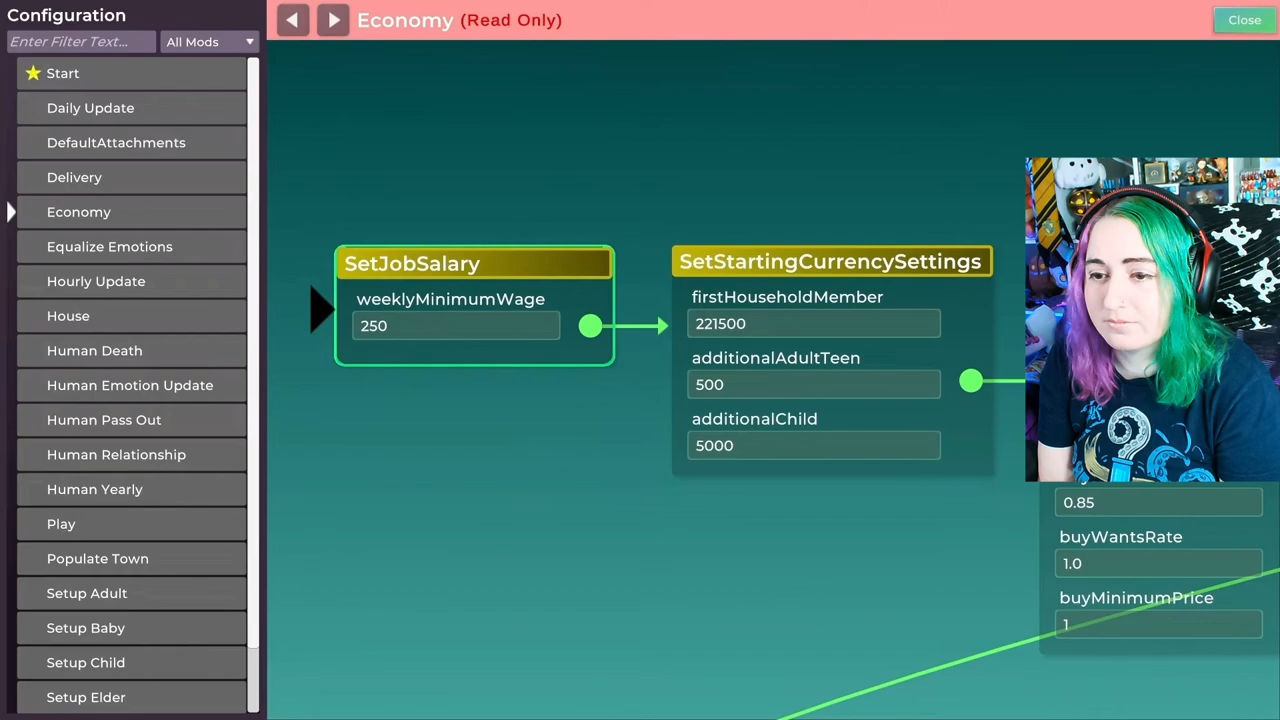 Configuration
Enter Filter Text...
All Mods
Start
Daily Update
DefaultAttachments
Delivery
Economy
Equalize Emotions
Hourly Update
House
Human Death
Human Emotion Update
Human Pass Out
Human Relationship
Human Yearly
Play
Populate Town
Setup Adult
Setup Baby
Setup Child
Setup Elder
Economy (Read Only)
Close
SetJobSalary
weeklyMinimumWage
250
SetStartingCurrencySettings
firstHouseholdMember
221500
additionalAdultTeen
500
additionalChild
5000
0.85
buyWantsRate
1.0
buyMinimumPrice
1